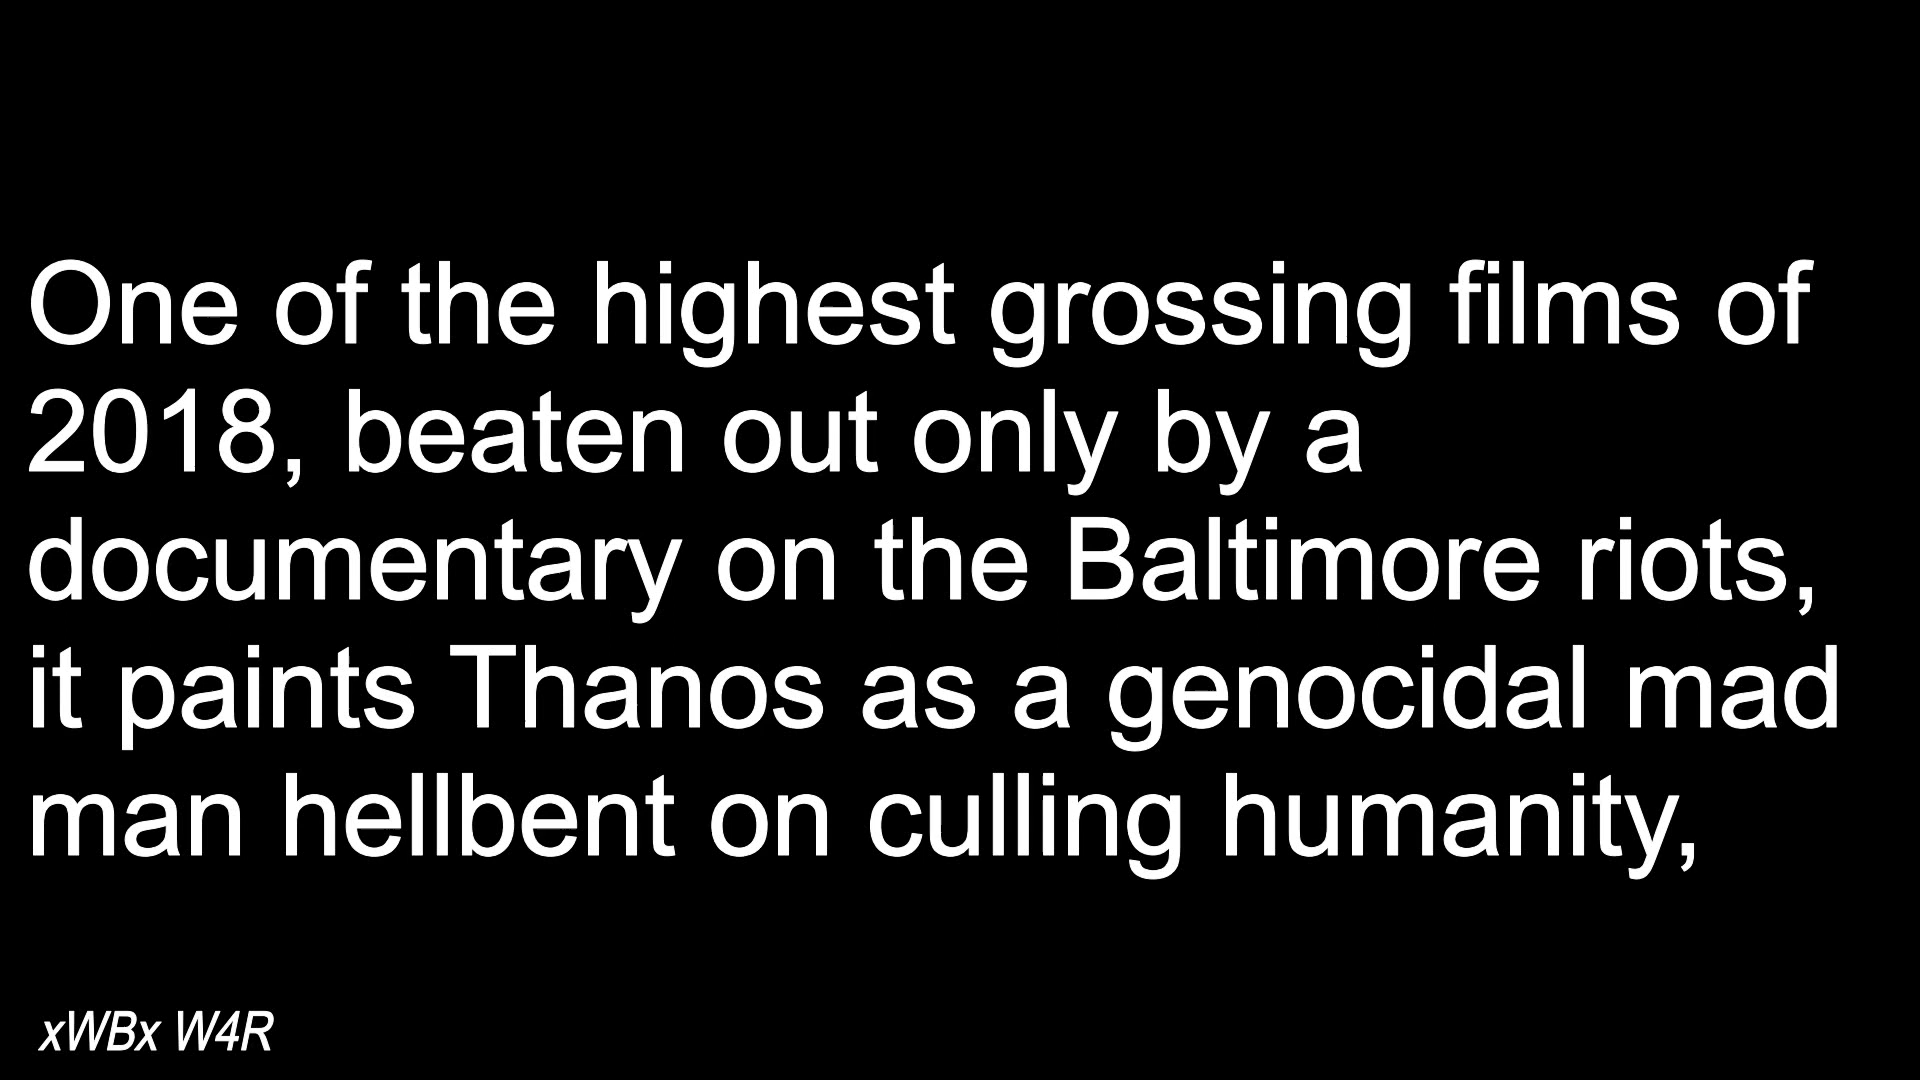 One of the highest grossing films of
2018, beaten out only by a
documentary on the Baltimore riots,
it paints Thanos as a genocidal mad
man hellbent on culling humanity,
xWBx W4R